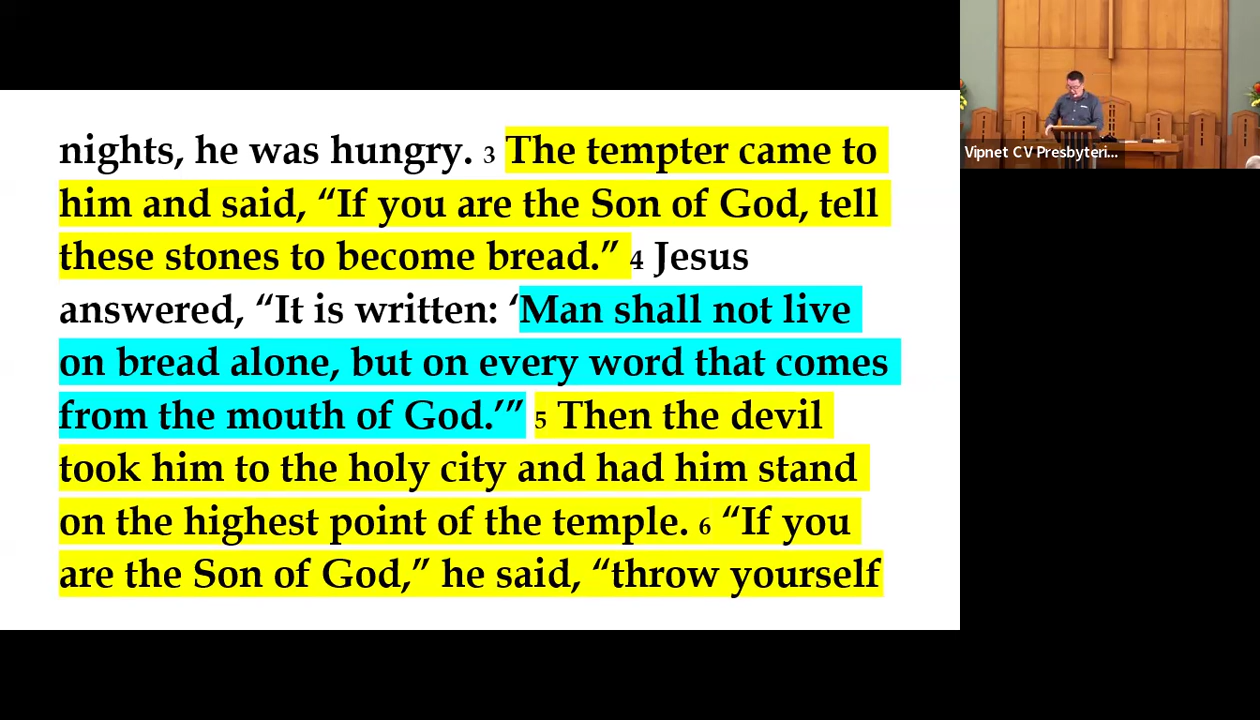 nights, he was hungry. 3 The tempter came to
him and said, “If you are the Son of God, tell
these stones to become bread.” 4 Jesus
answered, “It is written: ‘Man shall not live
on bread alone, but on every word that comes
from the mouth of God.’” 5 Then the devil
took him to the holy city and had him stand
on the highest point of the temple. 6 “If you
are the Son of God,” he said, “throw yourself
Vipnet CV Presbyteri...